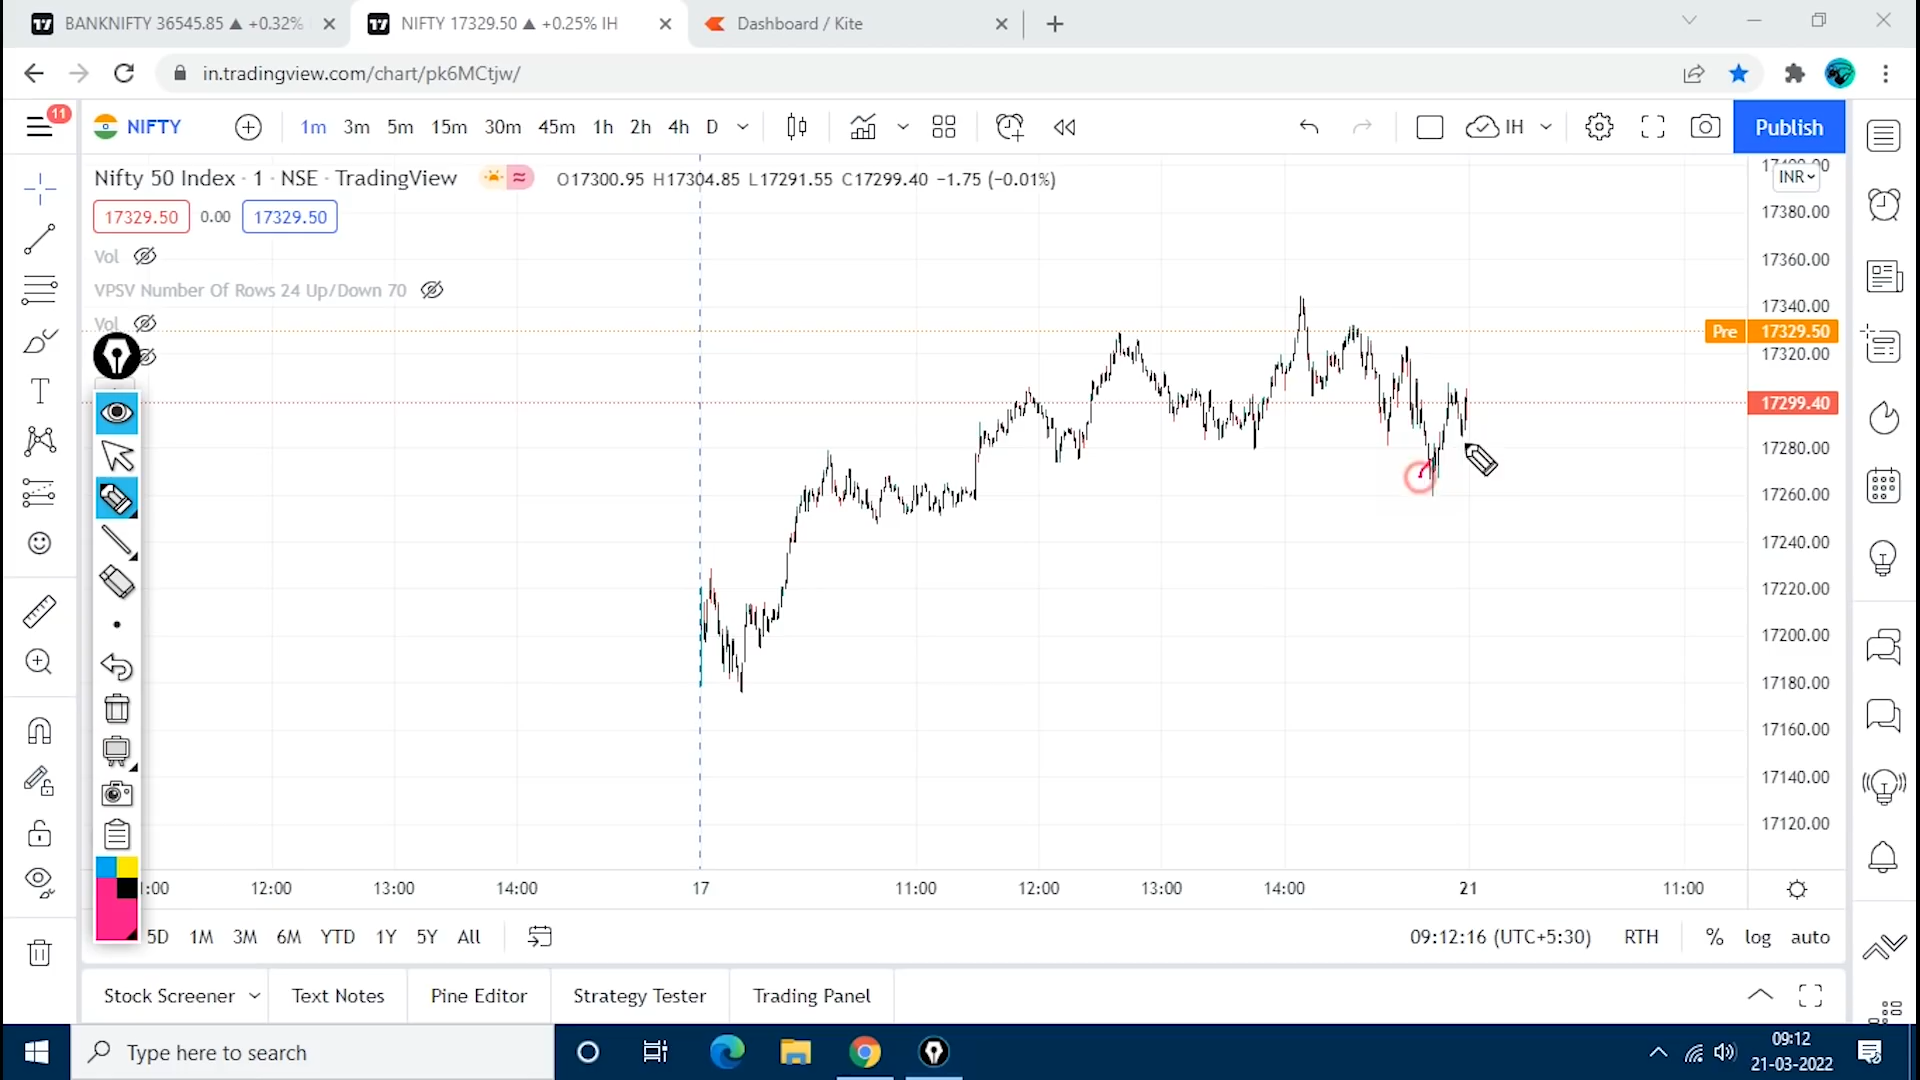 BANKNIFTY 36545.85 ▲ +0.32%
NIFTY 17329.50 ▲ +0.25% IH
Dashboard / Kite
in.tradingview.com/chart/pk6MCtjw/
11
NIFTY
1m 3m 5m 15m 30m 45m 1h 2h 4h D
IH
Publish
Nifty 50 Index · 1 · NSE · TradingView
O17300.95 H17304.85 L17291.55 C17299.40 −1.75 (−0.01%)
INR
17400.00
17329.50 0.00 17329.50
Vol
VPSV Number Of Rows 24 Up/Down 70
Vol
17380.00
17360.00
17340.00
Pre 17329.50
17320.00
17299.40
17280.00
17260.00
17240.00
17220.00
17200.00
17180.00
17160.00
17140.00
17120.00
1:00 12:00 13:00 14:00 17 11:00 12:00 13:00 14:00 21 11:00
5D 1M 3M 6M YTD 1Y 5Y All
09:12:16 (UTC+5:30) RTH % log auto
Stock Screener Text Notes Pine Editor Strategy Tester Trading Panel
Type here to search
09:12
21-03-2022